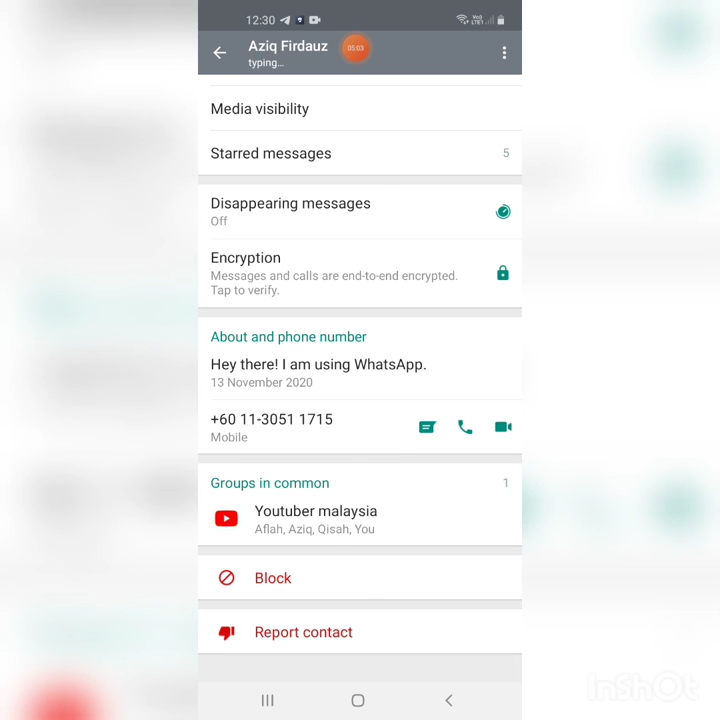 12:30
Vo) LTE1
Aziq Firdauz
05:03
typing...
Media visibility
Starred messages 5
Disappearing messages
Off
Encryption
Messages and calls are end-to-end encrypted.
Tap to verify.
About and phone number
Hey there! I am using WhatsApp.
13 November 2020
+60 11-3051 1715
Mobile
Groups in common 1
Youtuber malaysia
Aflah, Aziq, Qisah, You
Block
Report contact
InShOt